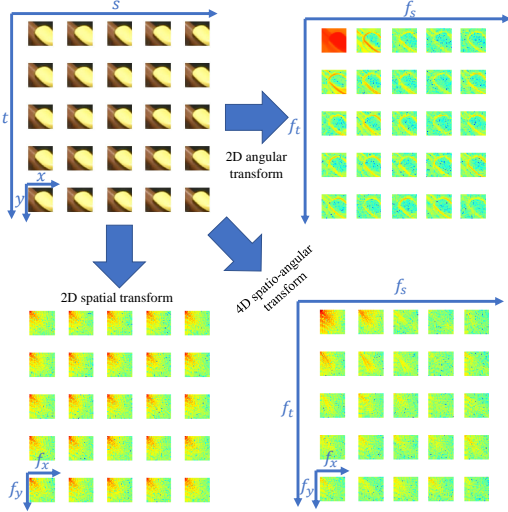 s
t
x
y
2D angular
transform
f_s
f_t
2D spatial transform
4D spatio-angular
transform
f_x
f_y
f_s
f_t
f_x
f_y